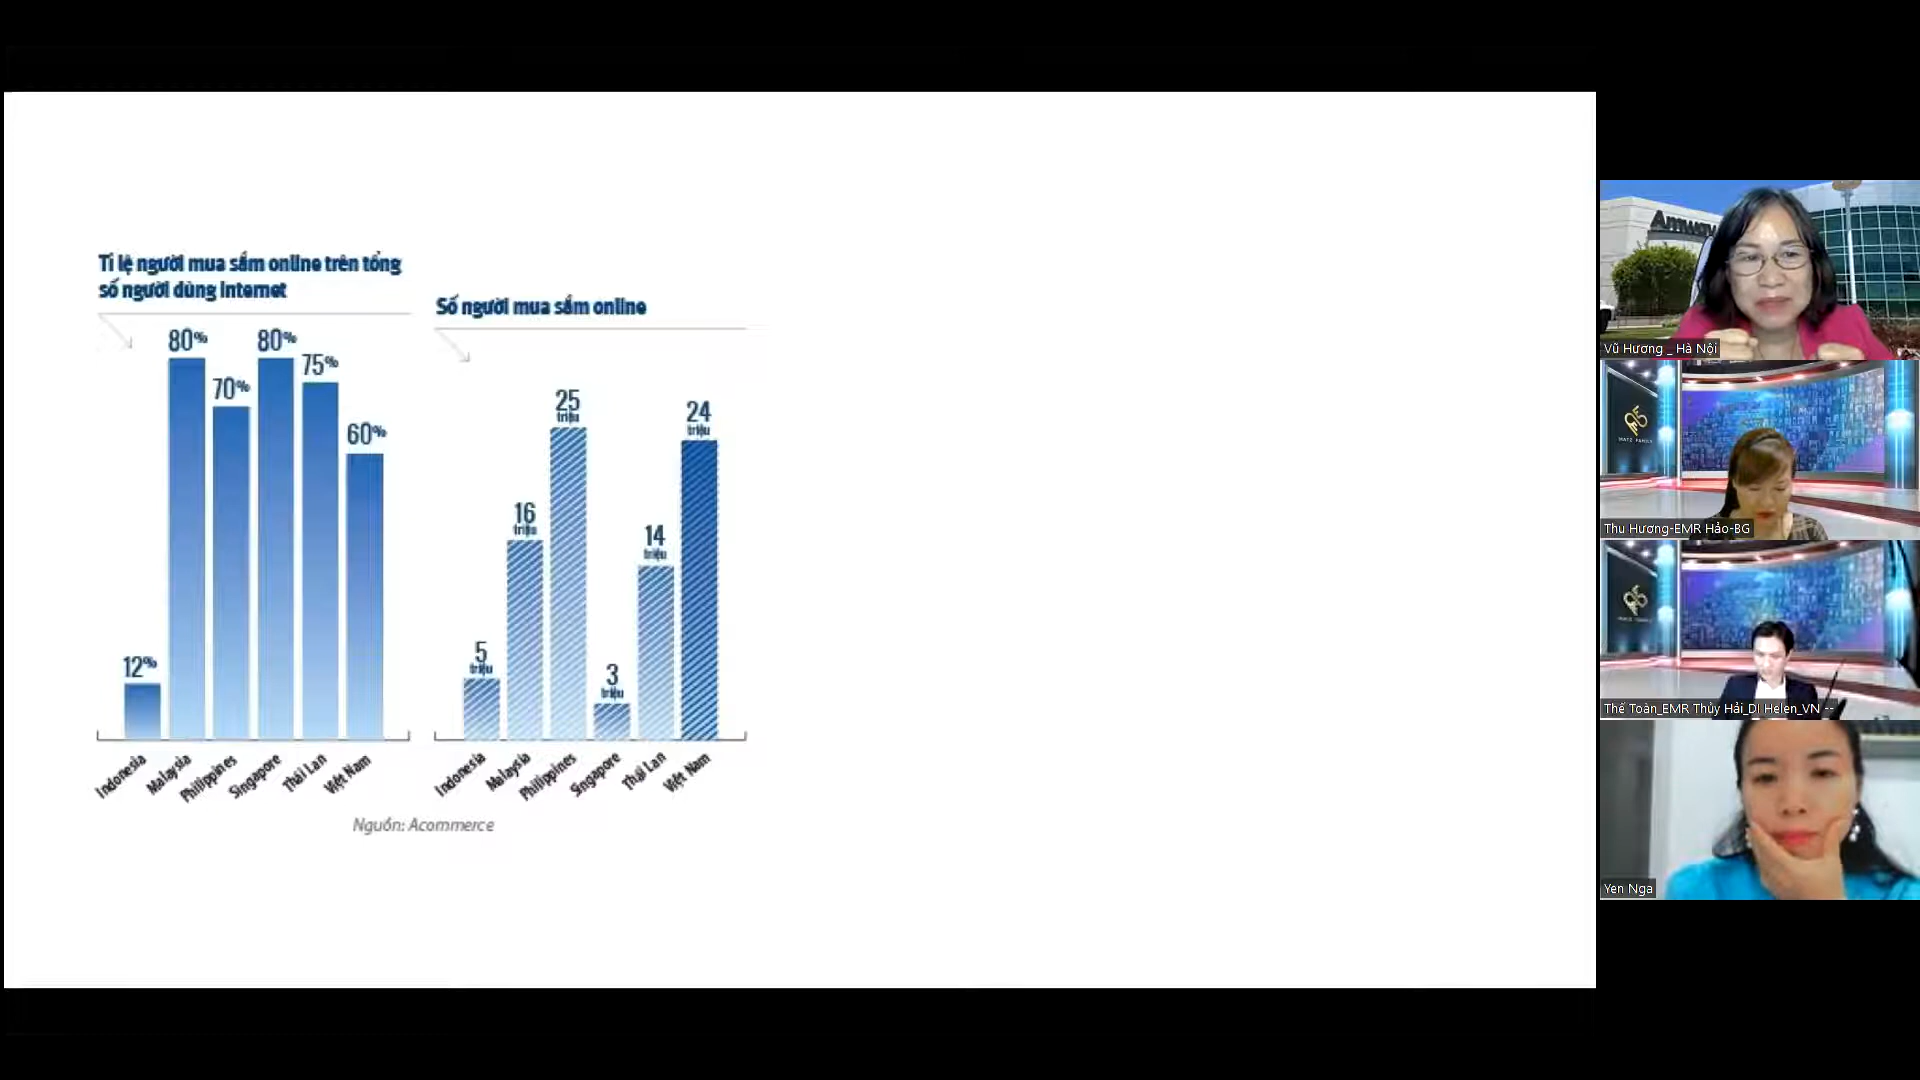 Tỉ lệ người mua sắm online trên tổng
số người dùng Internet
80%
70%
80%
75%
60%
12%
Indonesia
Malaysia
Philippines
Singapore
Thái Lan
Việt Nam
Số người mua sắm online
5
triệu
16
triệu
25
triệu
3
triệu
14
triệu
24
triệu
Indonesia
Malaysia
Philippines
Singapore
Thái Lan
Việt Nam
Nguồn: Acommerce
Amway
Vũ Hương _ Hà Nội
Thu Hương-EMR Hảo-BG
Thế Toàn_EMR Thủy Hải_DI Helen_VN --
Yen Nga